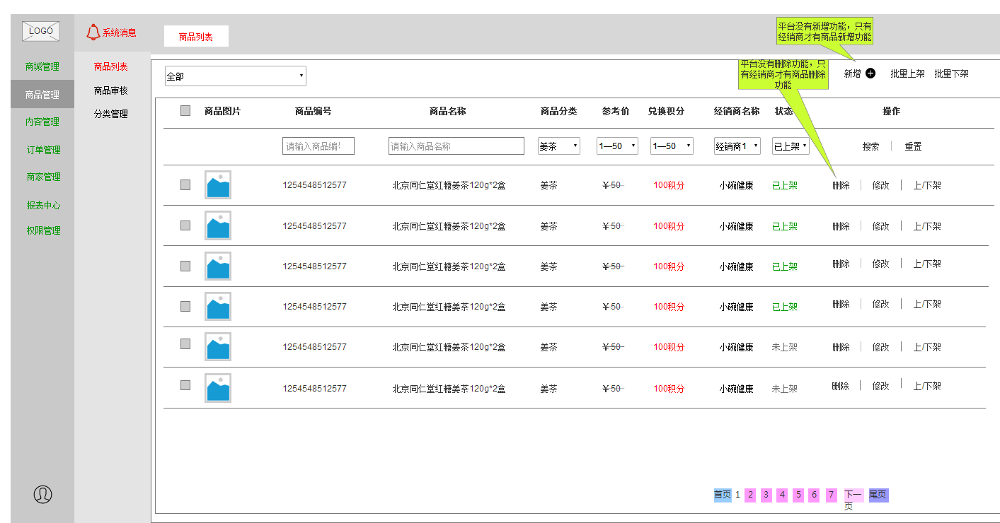 LOGO
系统消息
商品列表
平台没有新增功能，只有
经销商才有商品新增功能
商城管理
商品管理
内容管理
订单管理
商家管理
报表中心
权限管理
商品列表
商品审核
分类管理
全部
平台没有删除功能，只
有经销商才有商品删除
功能
新增 批量上架 批量下架
商品图片 商品编号 商品名称 商品分类 参考价 兑换积分 经销商名称 状态 操作
请输入商品编号 请输入商品名称 姜茶 1—50 1—50 经销商1 已上架 搜索 重置
1254548512577 北京同仁堂红糖姜茶120g*2盒 姜茶 ￥50 100积分 小碗健康 已上架 删除 修改 上/下架
1254548512577 北京同仁堂红糖姜茶120g*2盒 姜茶 ￥50 100积分 小碗健康 已上架 删除 修改 上/下架
1254548512577 北京同仁堂红糖姜茶120g*2盒 姜茶 ￥50 100积分 小碗健康 已上架 删除 修改 上/下架
1254548512577 北京同仁堂红糖姜茶120g*2盒 姜茶 ￥50 100积分 小碗健康 已上架 删除 修改 上/下架
1254548512577 北京同仁堂红糖姜茶120g*2盒 姜茶 ￥50 100积分 小碗健康 未上架 删除 修改 上/下架
1254548512577 北京同仁堂红糖姜茶120g*2盒 姜茶 ￥50 100积分 小碗健康 未上架 删除 修改 上/下架
首页 1 2 3 4 5 6 7 下一页 尾页